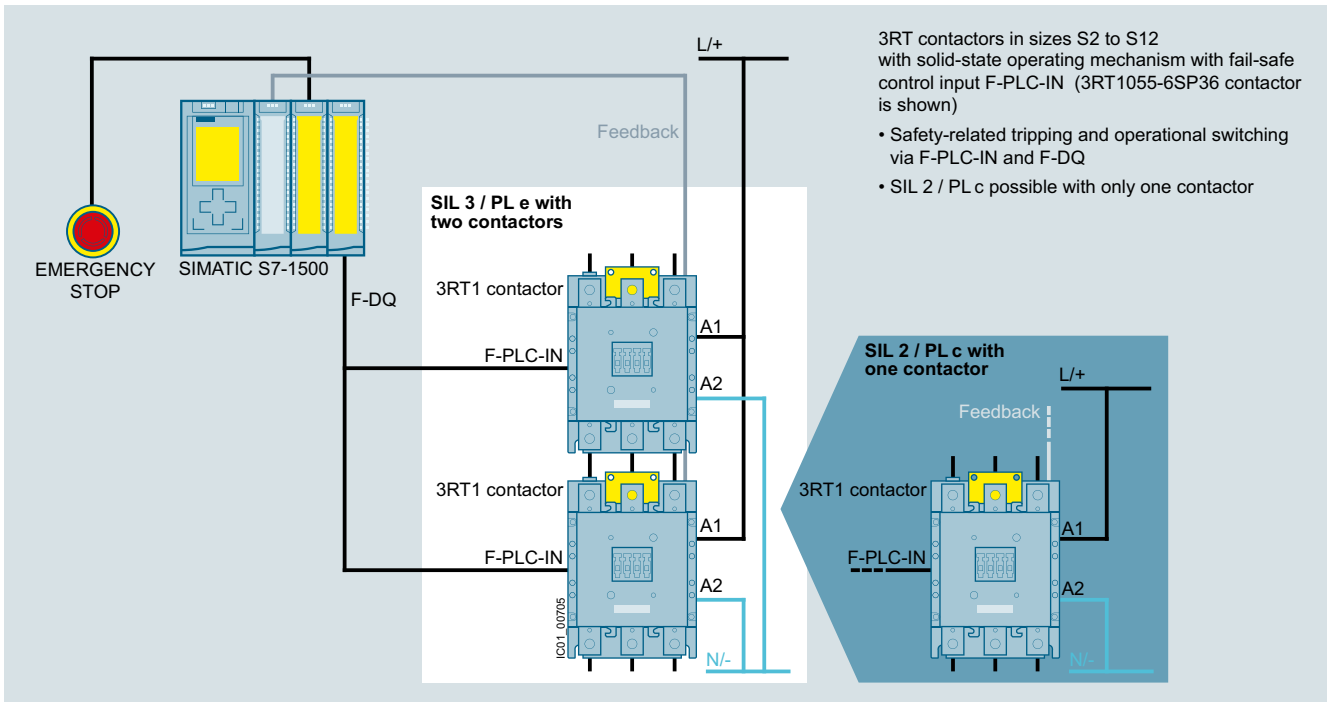 L/+
3RT contactors in sizes S2 to S12
with solid-state operating mechanism with fail-safe
control input F-PLC-IN (3RT1055-6SP36 contactor
is shown)
• Safety-related tripping and operational switching
via F-PLC-IN and F-DQ
• SIL 2 / PL c possible with only one contactor
Feedback
EMERGENCY
STOP
SIMATIC S7-1500
F-DQ
SIL 3 / PL e with
two contactors
3RT1 contactor
A1
F-PLC-IN
A2
3RT1 contactor
A1
F-PLC-IN
A2
IC01_00705
N/-
SIL 2 / PL c with
one contactor
L/+
Feedback
3RT1 contactor
A1
F-PLC-IN
A2
N/-